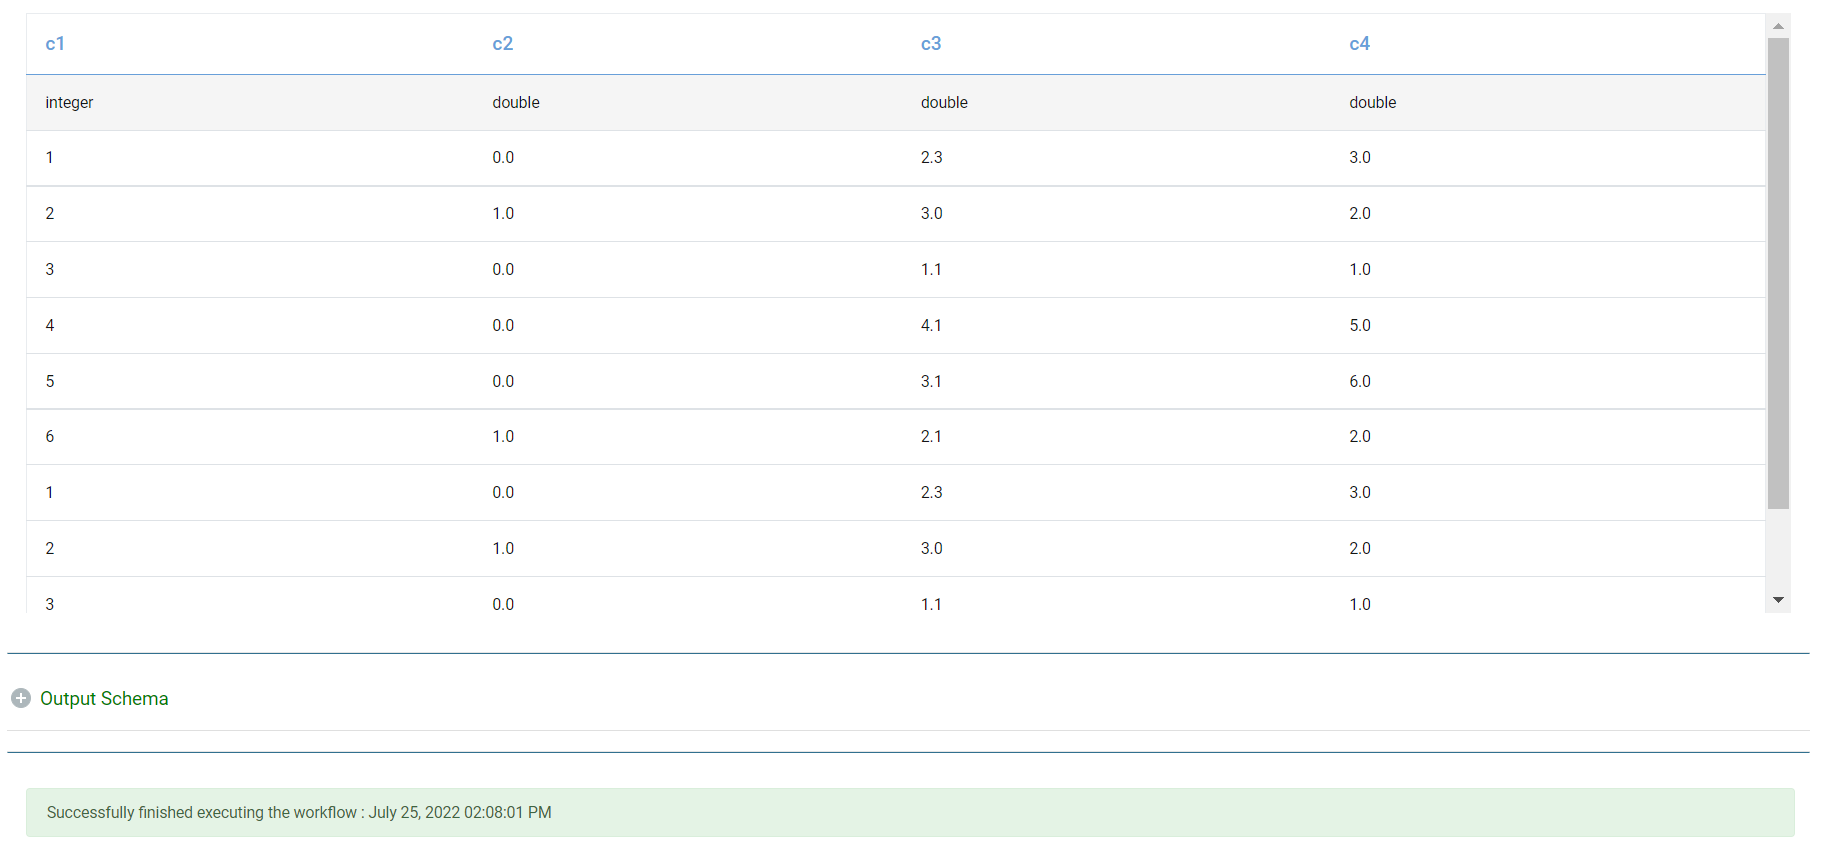 c1 c2 c3 c4
integer double double double
1 0.0 2.3 3.0
2 1.0 3.0 2.0
3 0.0 1.1 1.0
4 0.0 4.1 5.0
5 0.0 3.1 6.0
6 1.0 2.1 2.0
1 0.0 2.3 3.0
2 1.0 3.0 2.0
3 0.0 1.1 1.0
Output Schema
Successfully finished executing the workflow : July 25, 2022 02:08:01 PM